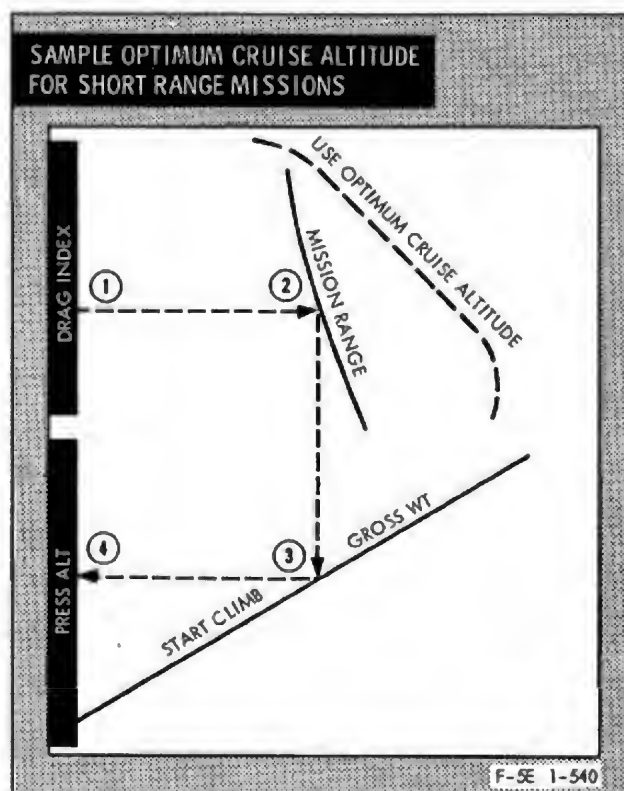 SAMPLE OPTIMUM CRUISE ALTITUDE
FOR SHORT RANGE MISSIONS
USE OPTIMUM CRUISE ALTITUDE
DRAG INDEX
1
2
MISSION RANGE
PRESS ALT
4
3
START CLIMB
GROSS WT
F-5E 1-540